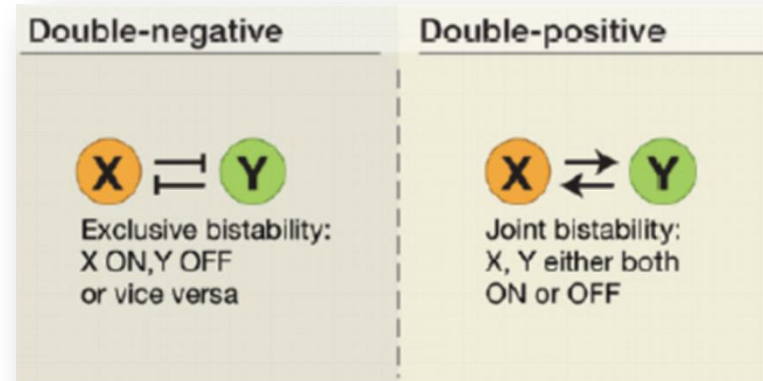 Double-negative
X Y
Exclusive bistability:
X ON,Y OFF
or vice versa
Double-positive
X Y
Joint bistability:
X, Y either both
ON or OFF